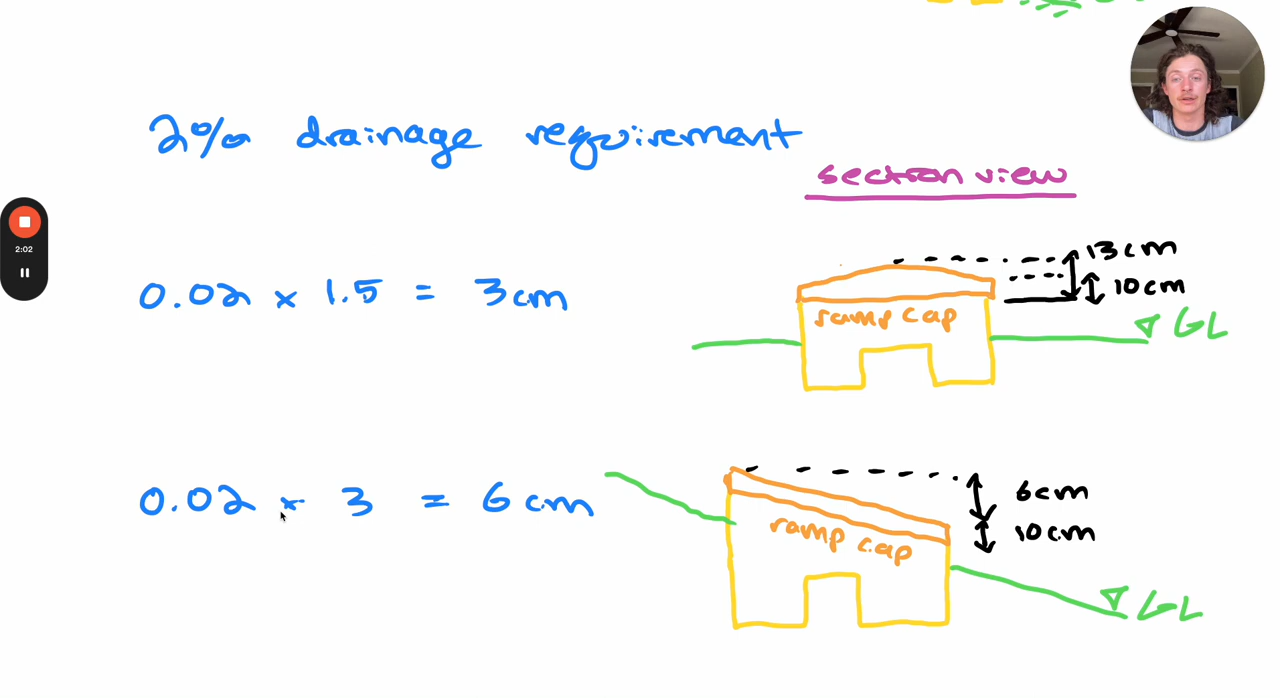 2% drainage requirement
section view
2:02
0.02 × 1.5 = 3cm
13cm
10cm
ramp cap
GL
0.02 × 3 = 6cm
6cm
10cm
ramp cap
GL